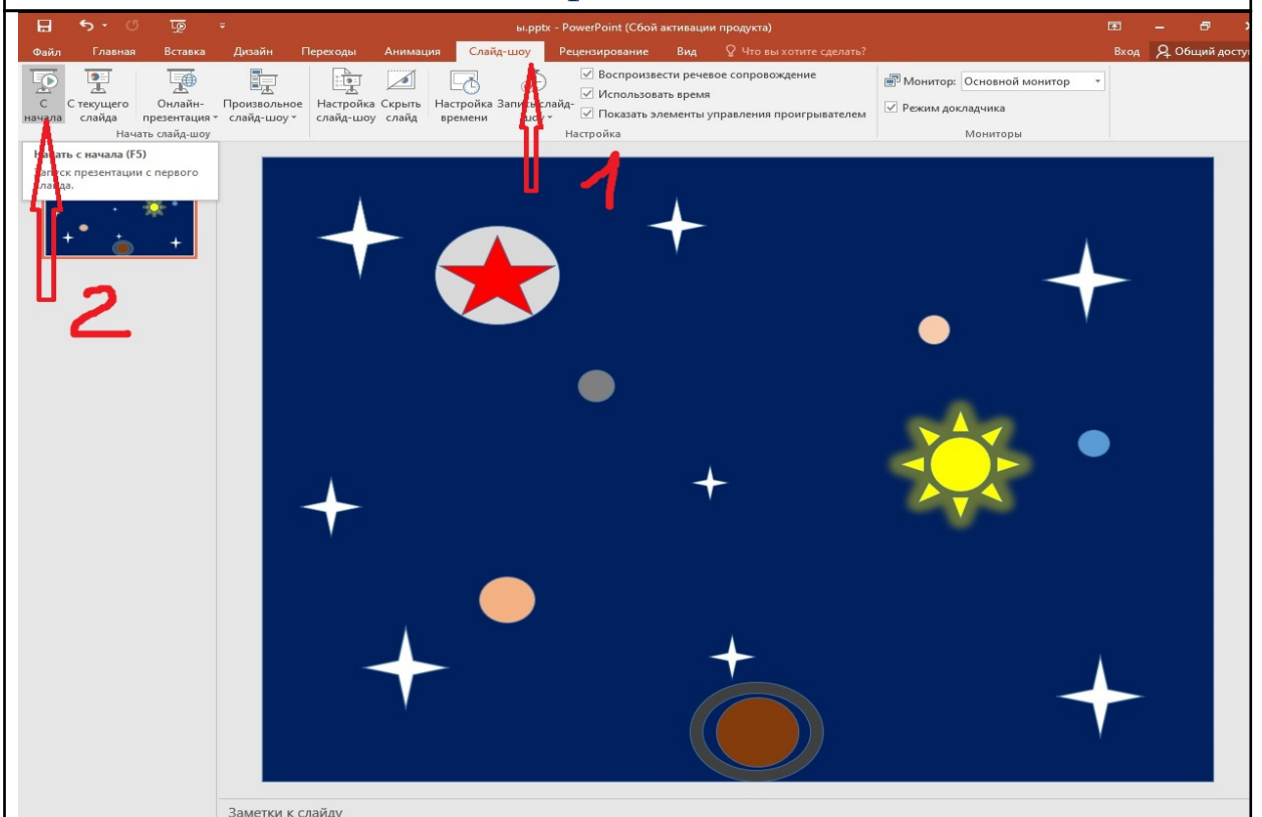 ы.pptx - PowerPoint (Сбой активации продукта)
Файл Главная Вставка Дизайн Переходы Анимация Слайд-шоу Рецензирование Вид Что вы хотите сделать? Вход Общий
С начала
С текущего слайда
Онлайн-презентация
Произвольное слайд-шоу
Настройка слайд-шоу
Скрыть слайд
Настройка времени
Запись слайд-шоу
Воспроизвести речевое сопровождение
Использовать время
Показать элементы управления проигрывателем
Монитор: Основной монитор
Режим докладчика
Начать слайд-шоу
Настройка
Мониторы
Начать с начала (F5)
Запуск презентации с первого
слайда.
1
2
Заметки к слайду